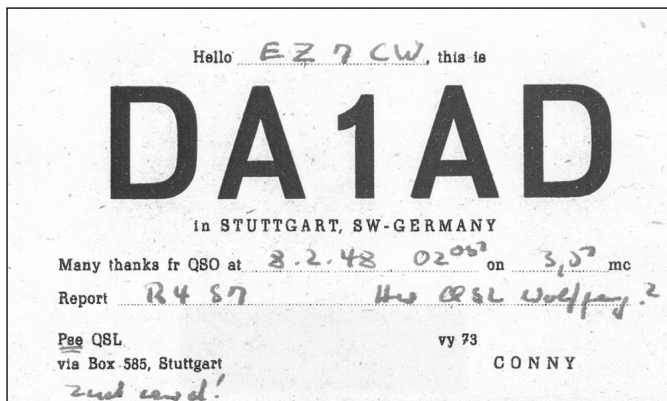 Hello EZ 7 CW, this is
DA1AD
in STUTTGART, SW-GERMANY
Many thanks fr QSO at 8.2.48 02 on 3,5 mc
Report R4 S7 Hw QSL Wolfgang?
Pse QSL vy 73
via Box 585, Stuttgart CONNY
2nd card!